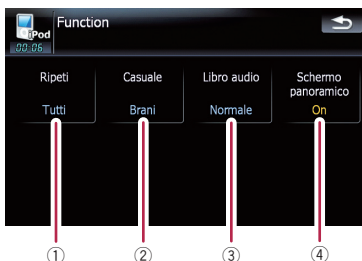 Function
iPod
00:06
Ripeti
Casuale
Libro audio
Schermo
panoramico
Tutti
Brani
Normale
On
① ② ③ ④